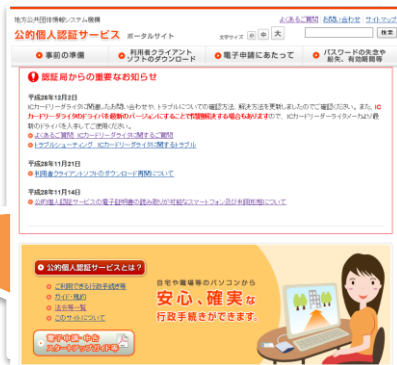 地方公共団体情報システム機構
よくあるご質問 お問い合わせ サイトマップ
公的個人認証サービス ポータルサイト
文字サイズ 小 中 大 検索
事前の準備
利用者クライアント
ソフトのダウンロード
電子申請にあたって
パスワードの失念や
紛失、有効期間等
認証局からの重要なお知らせ
平成28年12月2日
ICカードリーダライタに関連したお問い合わせや、トラブルについての確認方法、解決方法を更新しましたのでご確認ください。また、IC
カードリーダライタのドライバを最新のバージョンにすることで問題解決する場合もありますので、ICカードリーダライタメーカより最
新のドライバを入手してご使用ください。
よくあるご質問 ICカードリーダライタに関するご質問
トラブルシューティング ICカードリーダライタに関するトラブル
平成28年11月21日
利用者クライアントソフトのダウンロード再開について
平成28年11月14日
公的個人認証サービスの電子証明書の読み取りが可能なスマートフォン及び利用形態について
公的個人認証サービスとは?
ご利用できる行政手続き等
ガイド・規約
法令等一覧
このサイトについて
電子申請・申告
スタートアップガイド等
自宅や職場等のパソコンから
安心、確実な
行政手続きができます。